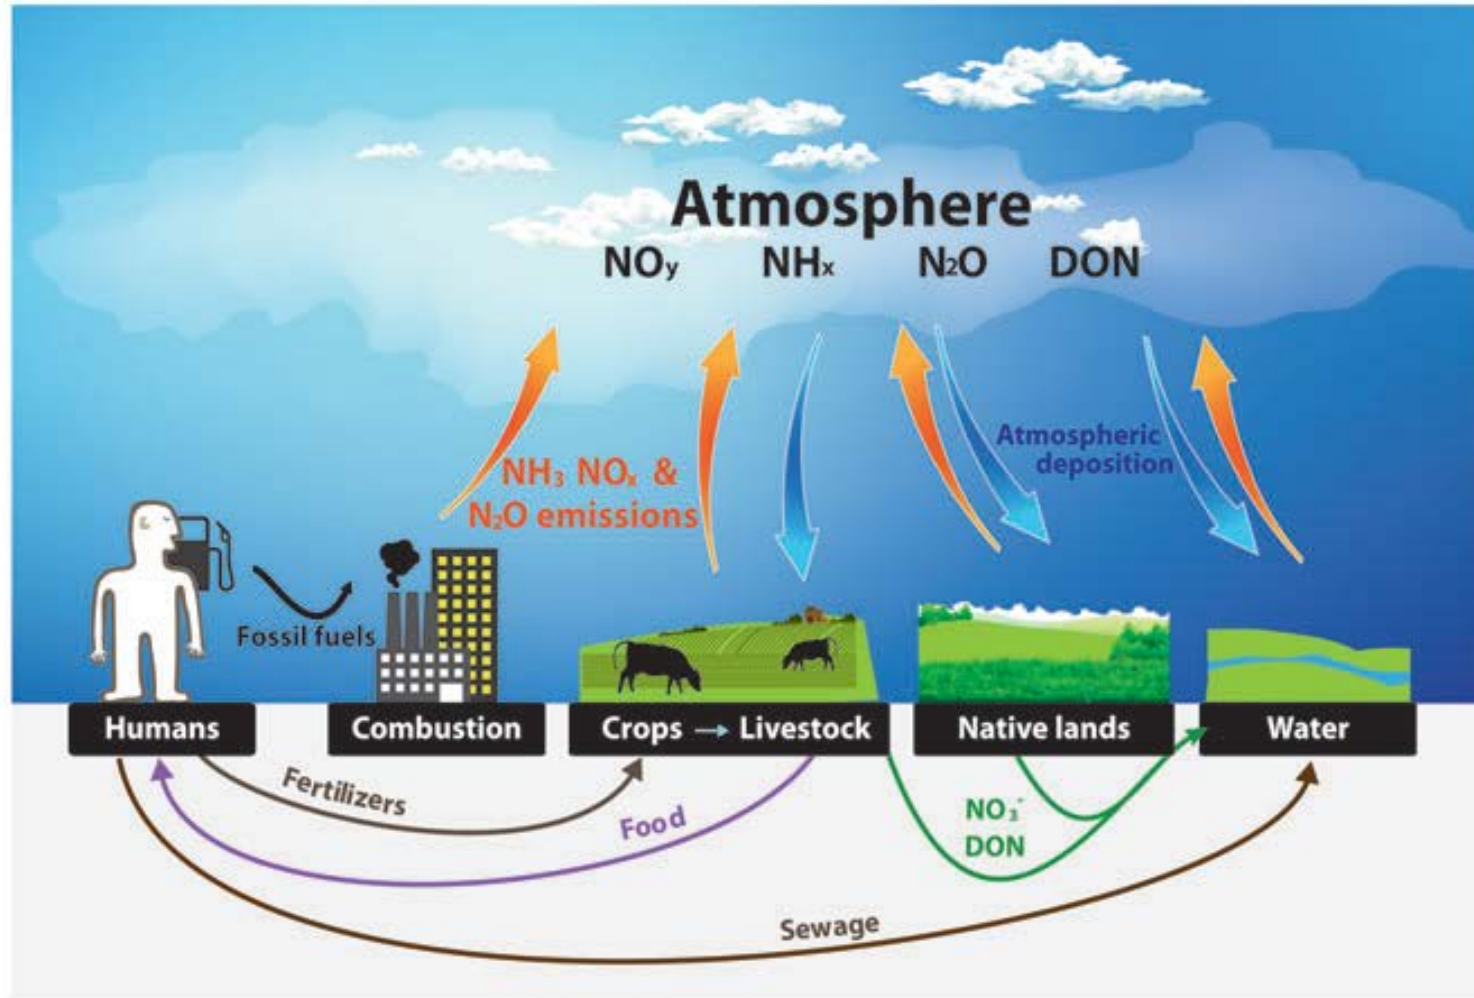 Atmosphere
NOy NHx N₂O DON
Atmospheric
deposition
NH₃ NOₓ &
N₂O emissions
Fossil fuels
Humans
Combustion
Crops → Livestock
Native lands
Water
Fertilizers
Food
NO₃⁻
DON
Sewage